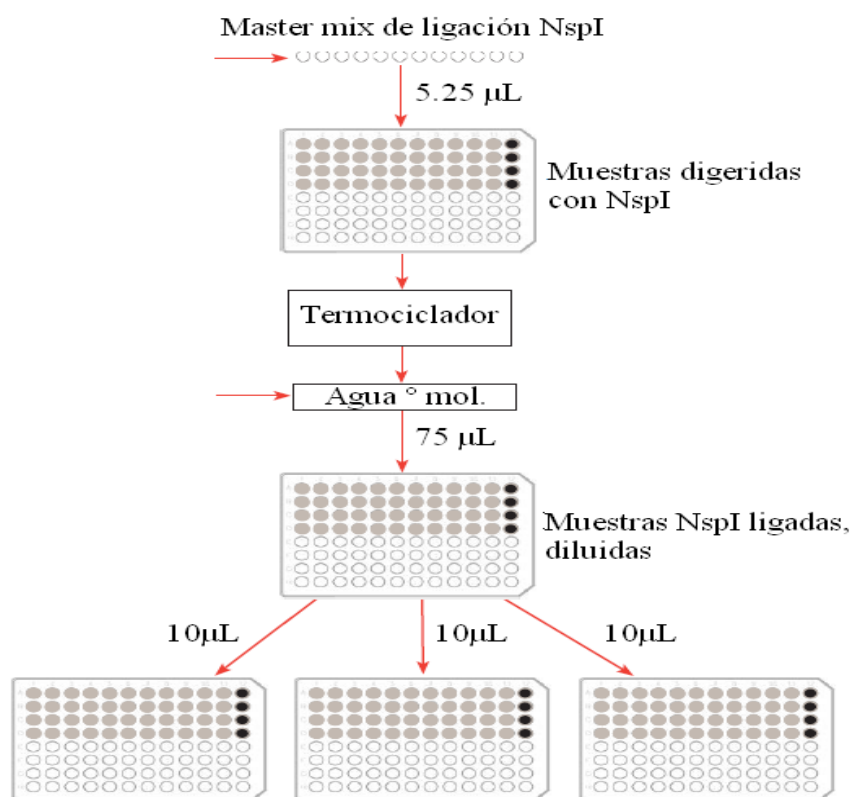 Master mix de ligación NspI
5.25 µL
Muestras digeridas
con NspI
Termociclador
Agua ° mol.
75 µL
Muestras NspI ligadas,
diluidas
10µL
10µL
10µL